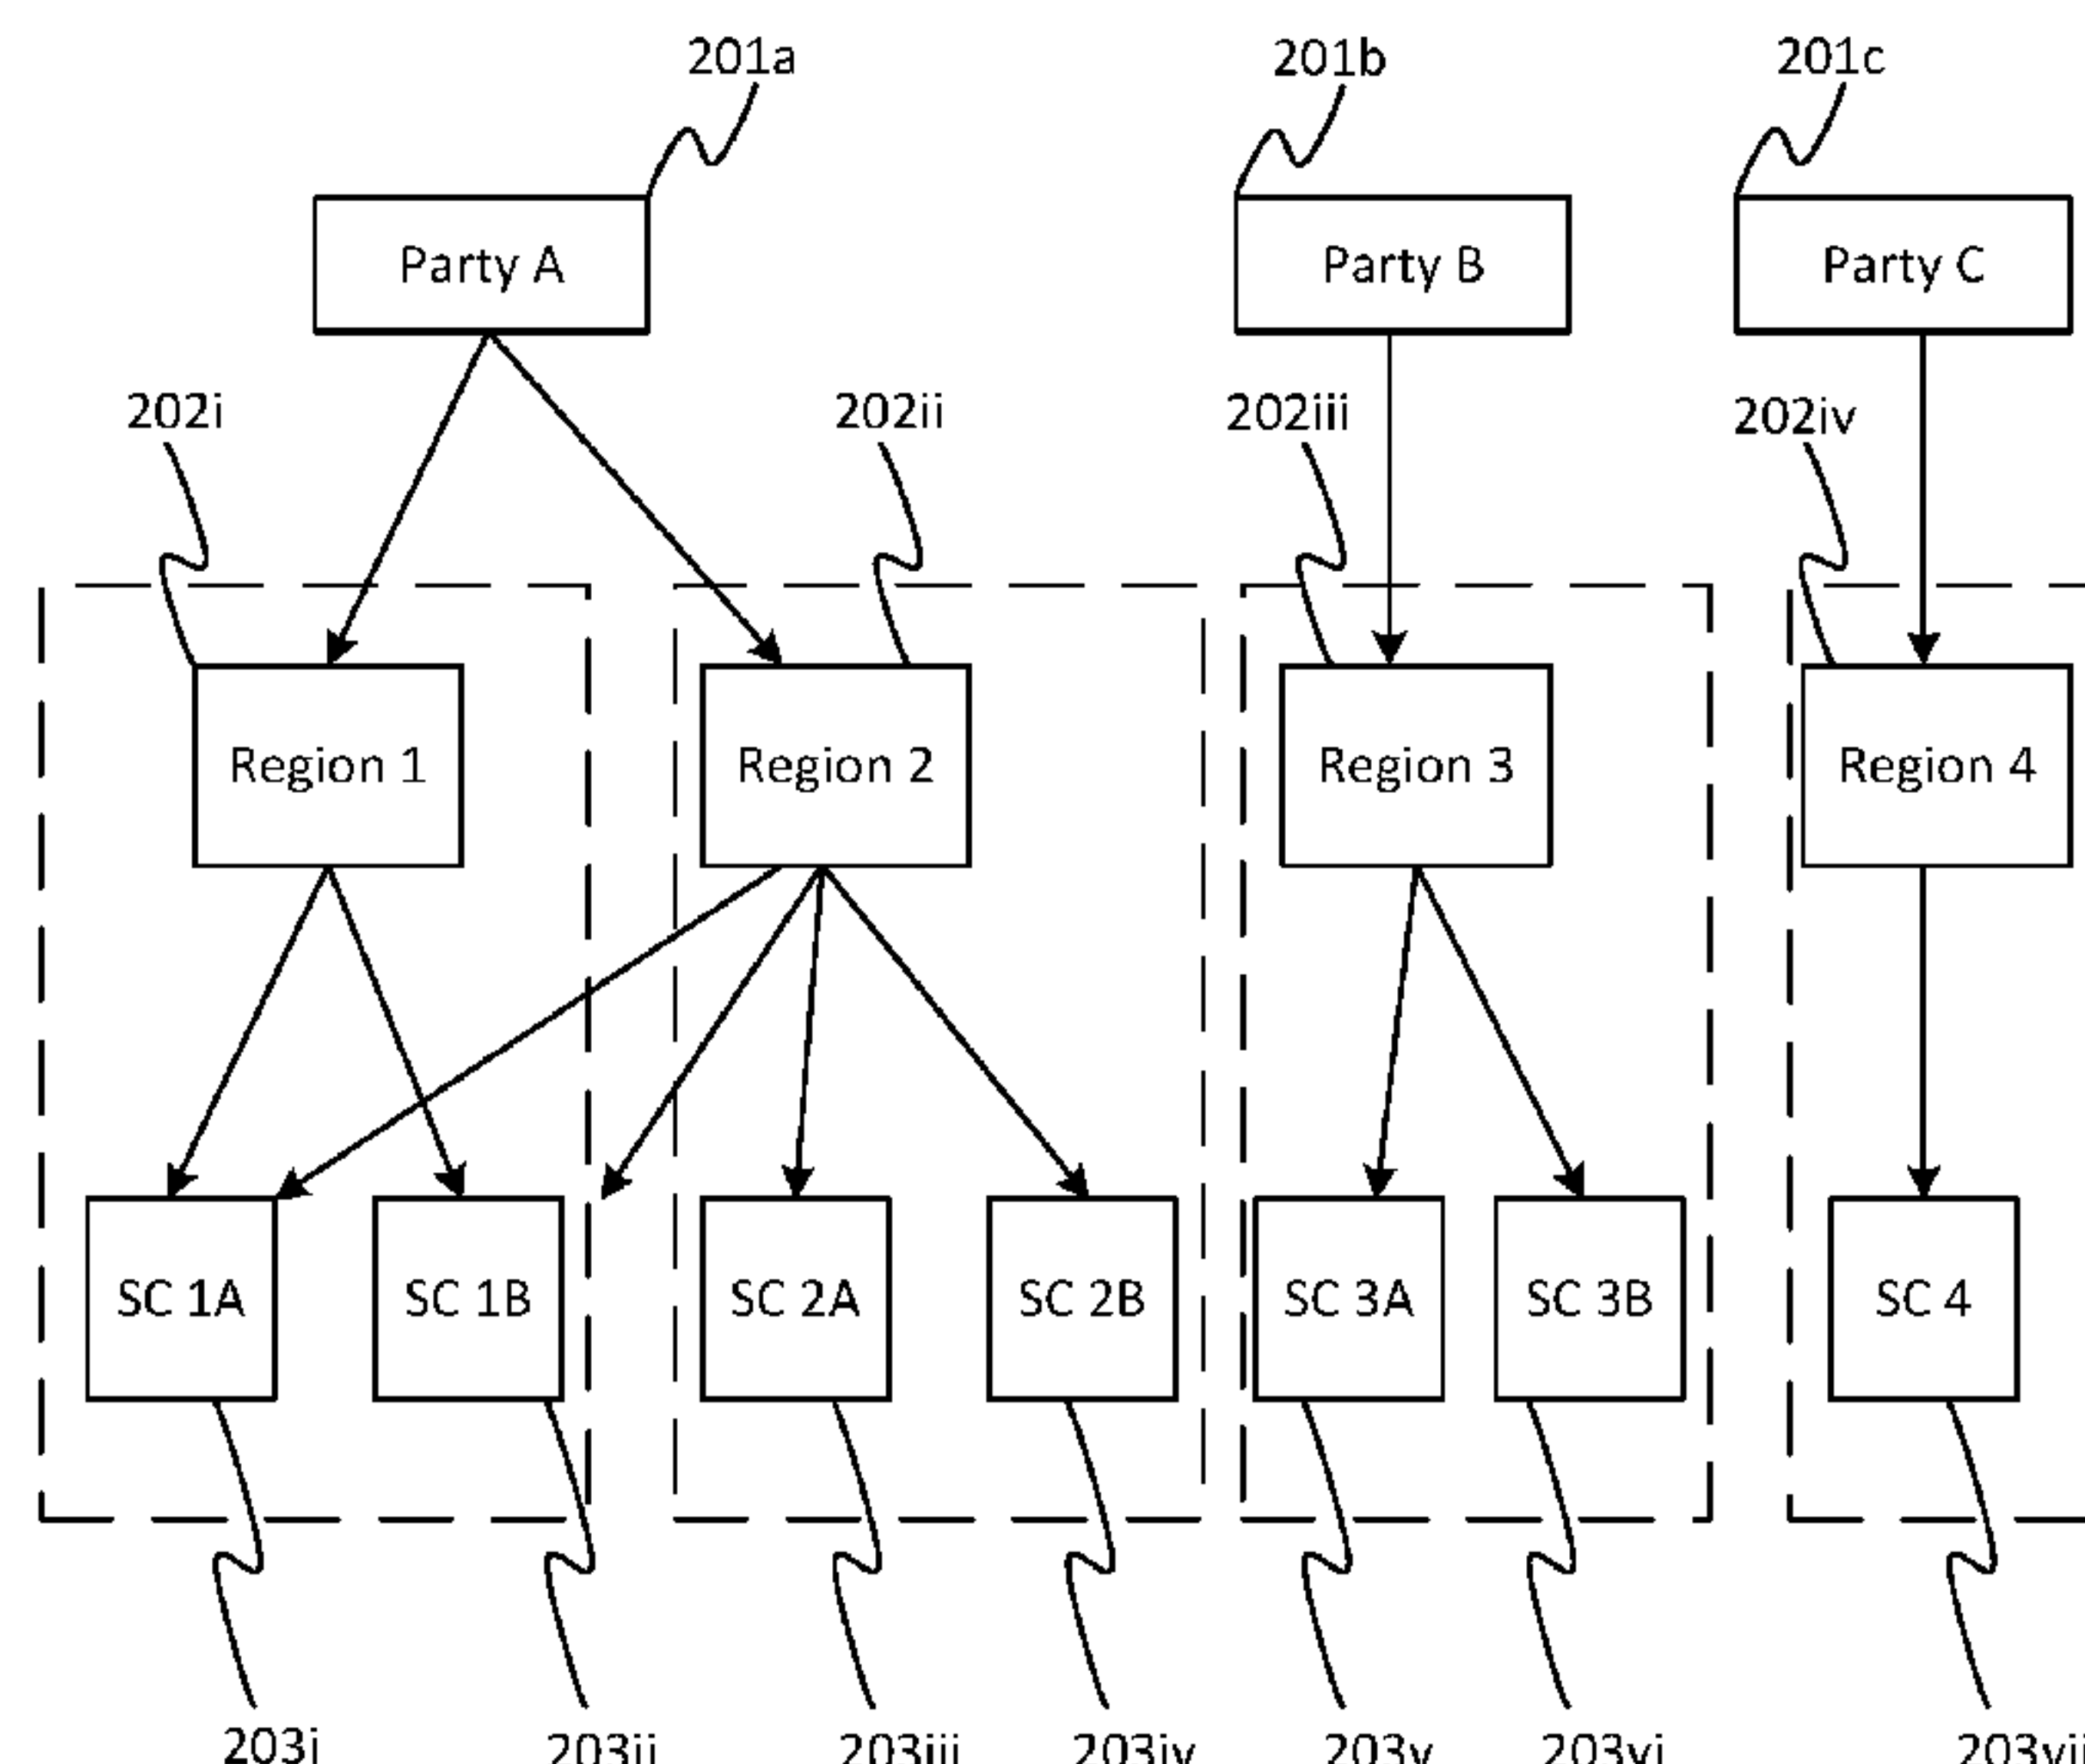 201a
201b
201c
Party A
Party B
Party C
202i
202ii
202iii
202iv
Region 1
Region 2
Region 3
Region 4
SC 1A
SC 1B
SC 2A
SC 2B
SC 3A
SC 3B
SC 4
203i
203ii
203iii
203iv
203v
203vi
203vii